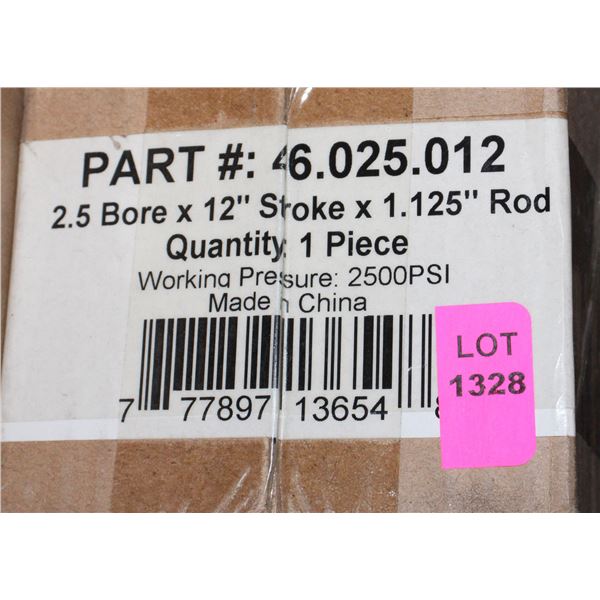 PART #: 46.025.012
2.5 Bore x 12" Stroke x 1.125" Rod
Quantity: 1 Piece
Working Pressure: 2500PSI
Made in China
7 77897 13654
LOT
1328